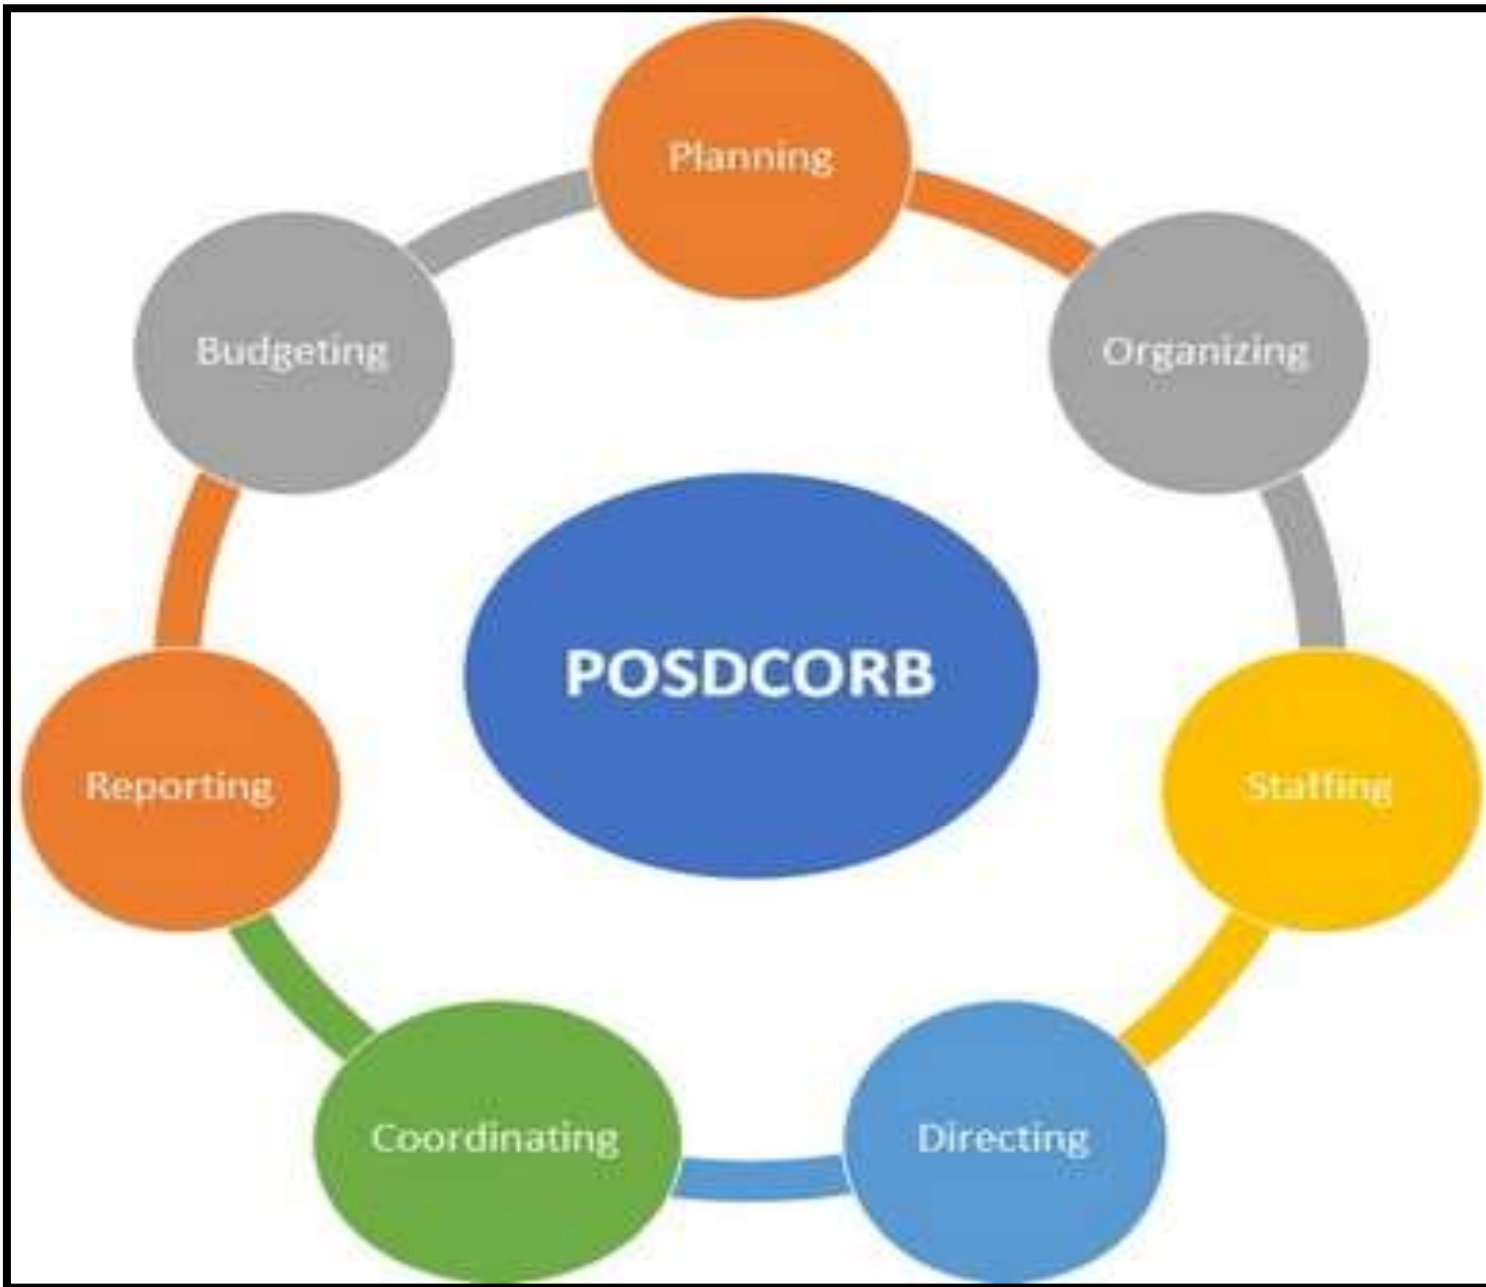 Planning
Organizing
Staffing
Directing
Coordinating
Reporting
Budgeting
POSDCORB